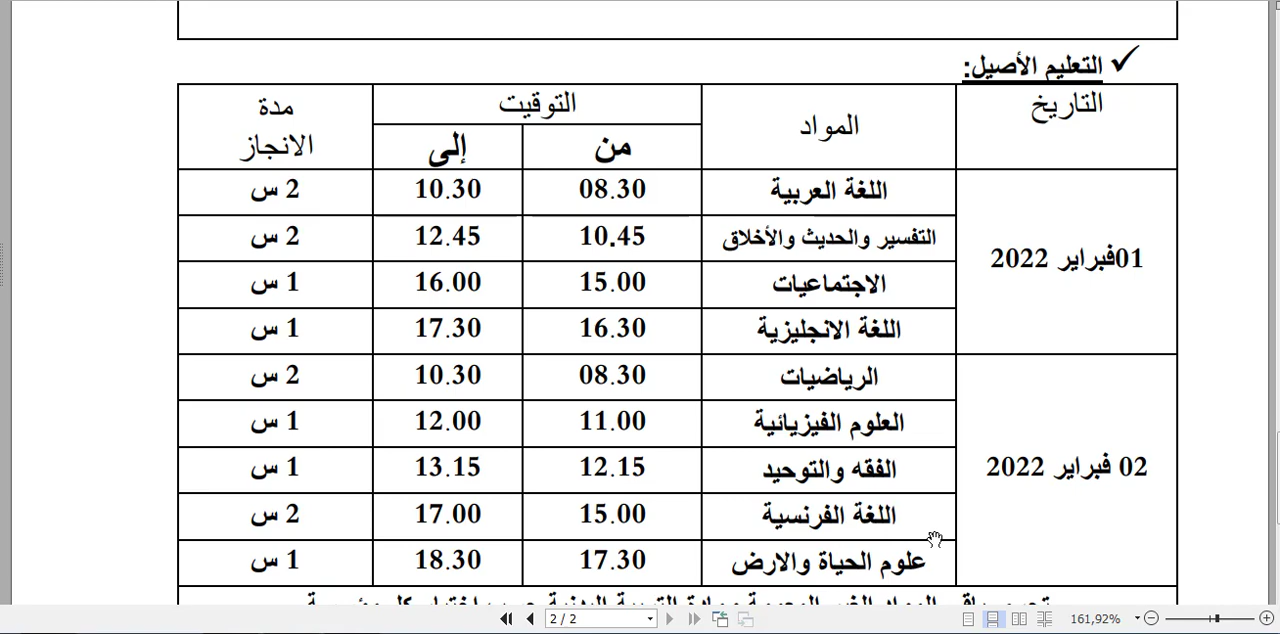 ✓ التعليم الأصيل:
التاريخ المواد التوقيت مدة الانجاز
من إلى
01فبراير 2022
اللغة العربية 08.30 10.30 2 س
التفسير والحديث والأخلاق 10.45 12.45 2 س
الاجتماعيات 15.00 16.00 1 س
اللغة الانجليزية 16.30 17.30 1 س
02 فبراير 2022
الرياضيات 08.30 10.30 2 س
العلوم الفيزيائية 11.00 12.00 1 س
الفقه والتوحيد 12.15 13.15 1 س
اللغة الفرنسية 15.00 17.00 2 س
علوم الحياة والارض 17.30 18.30 1 س
2 / 2
161,92%